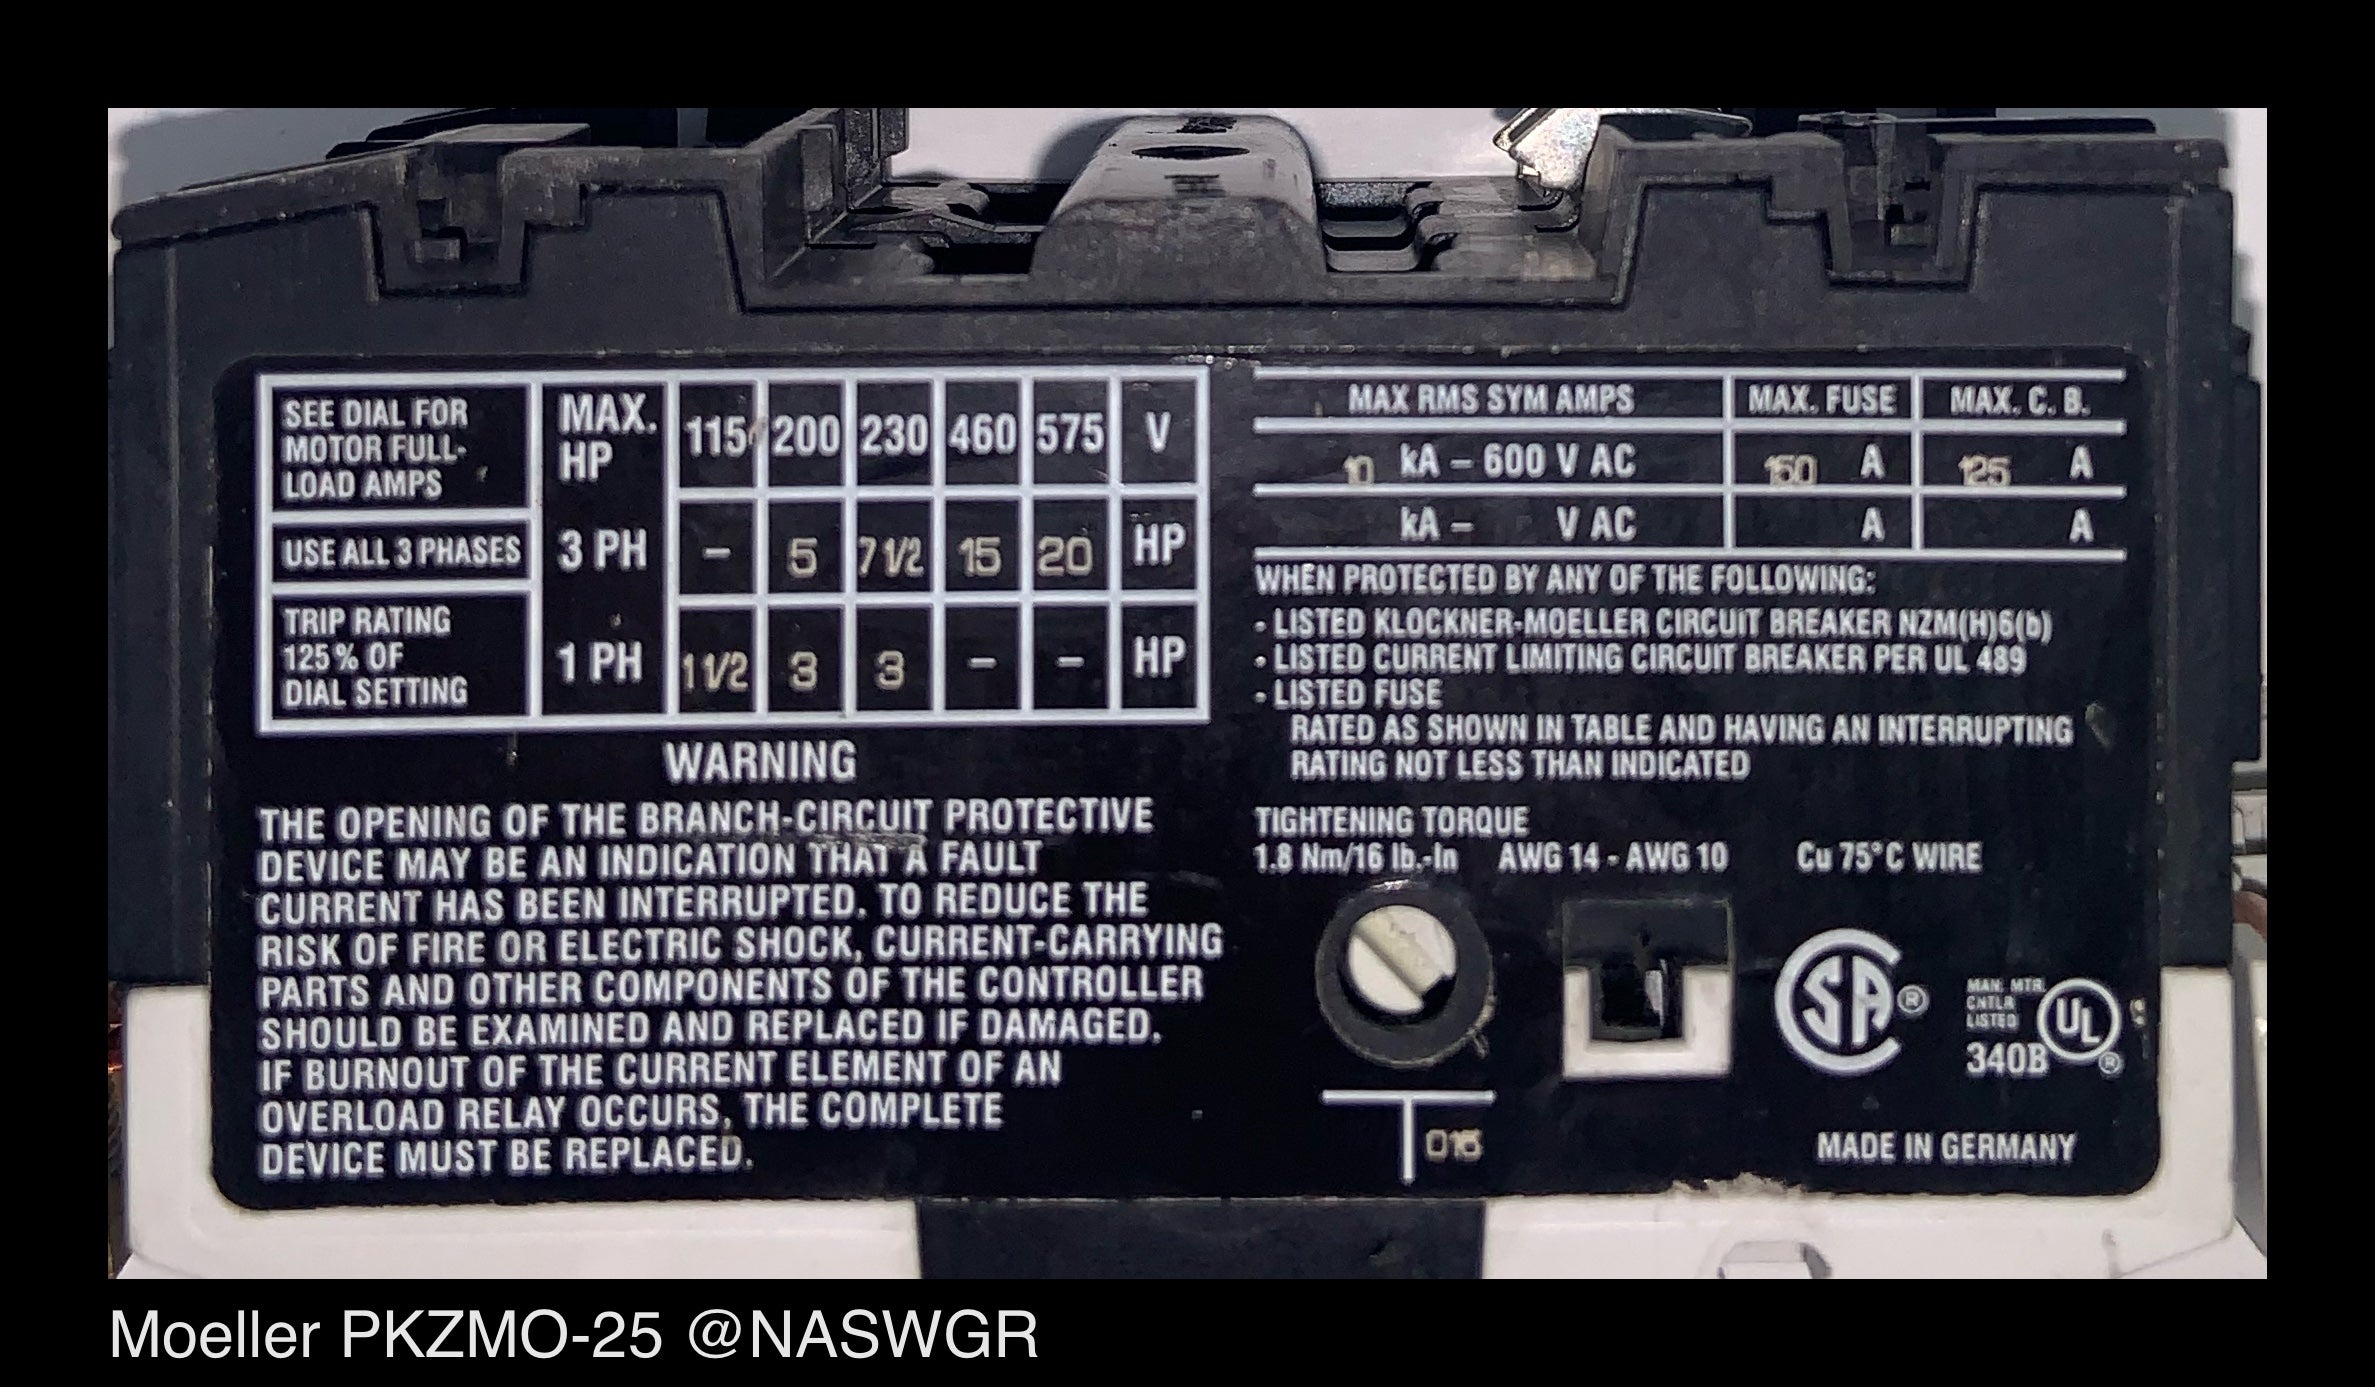 SEE DIAL FOR
MOTOR FULL-
LOAD AMPS
USE ALL 3 PHASES
TRIP RATING
125% OF
DIAL SETTING
MAX.
HP
115 200 230 460 575 V
3 PH – 5 7 1/2 15 20 HP
1 PH 1 1/2 3 3 – – HP
WARNING
THE OPENING OF THE BRANCH-CIRCUIT PROTECTIVE
DEVICE MAY BE AN INDICATION THAT A FAULT
CURRENT HAS BEEN INTERRUPTED. TO REDUCE THE
RISK OF FIRE OR ELECTRIC SHOCK, CURRENT-CARRYING
PARTS AND OTHER COMPONENTS OF THE CONTROLLER
SHOULD BE EXAMINED AND REPLACED IF DAMAGED.
IF BURNOUT OF THE CURRENT ELEMENT OF AN
OVERLOAD RELAY OCCURS, THE COMPLETE
DEVICE MUST BE REPLACED.
MAX RMS SYM AMPS MAX. FUSE MAX. C. B.
10 kA – 600 V AC 150 A 125 A
kA – V AC A A
WHEN PROTECTED BY ANY OF THE FOLLOWING:
- LISTED KLOCKNER-MOELLER CIRCUIT BREAKER NZM(H)6(b)
- LISTED CURRENT LIMITING CIRCUIT BREAKER PER UL 489
- LISTED FUSE
RATED AS SHOWN IN TABLE AND HAVING AN INTERRUPTING
RATING NOT LESS THAN INDICATED
TIGHTENING TORQUE
1.8 Nm/16 lb.-In AWG 14 - AWG 10 Cu 75°C WIRE
SA®
MAN. MTR.
CNTLR
LISTED
340B
UL®
T 016
MADE IN GERMANY
Moeller PKZMO-25 @NASWGR